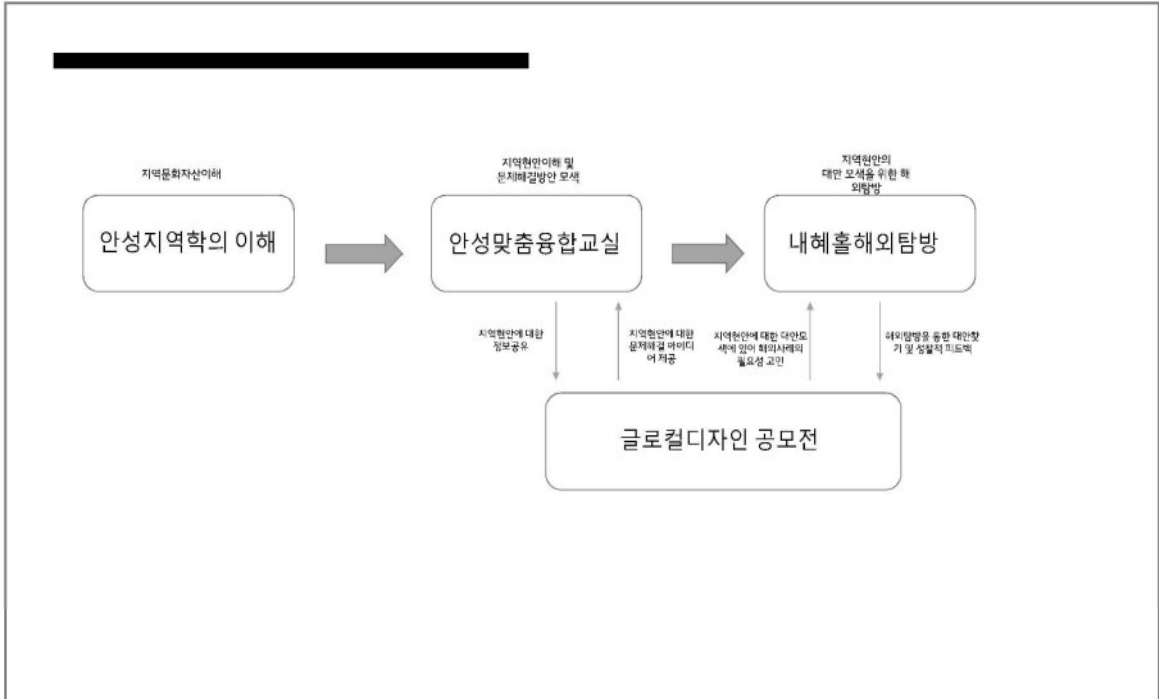 지역문화자산이해
안성지역학의 이해
지역현안이해 및
문제해결방안 모색
안성맞춤융합교실
지역현안의
대안 모색을 위한 해
외탐방
내혜홀해외탐방
지역현안에 대한
정보공유
지역현안에 대한
문제해결 아이디
어 제공
지역현안에 대한 대안모
색에 있어 해외사례의
필요성 고민
해외탐방을 통한 대안찾
기 및 성찰적 피드백
글로컬디자인 공모전